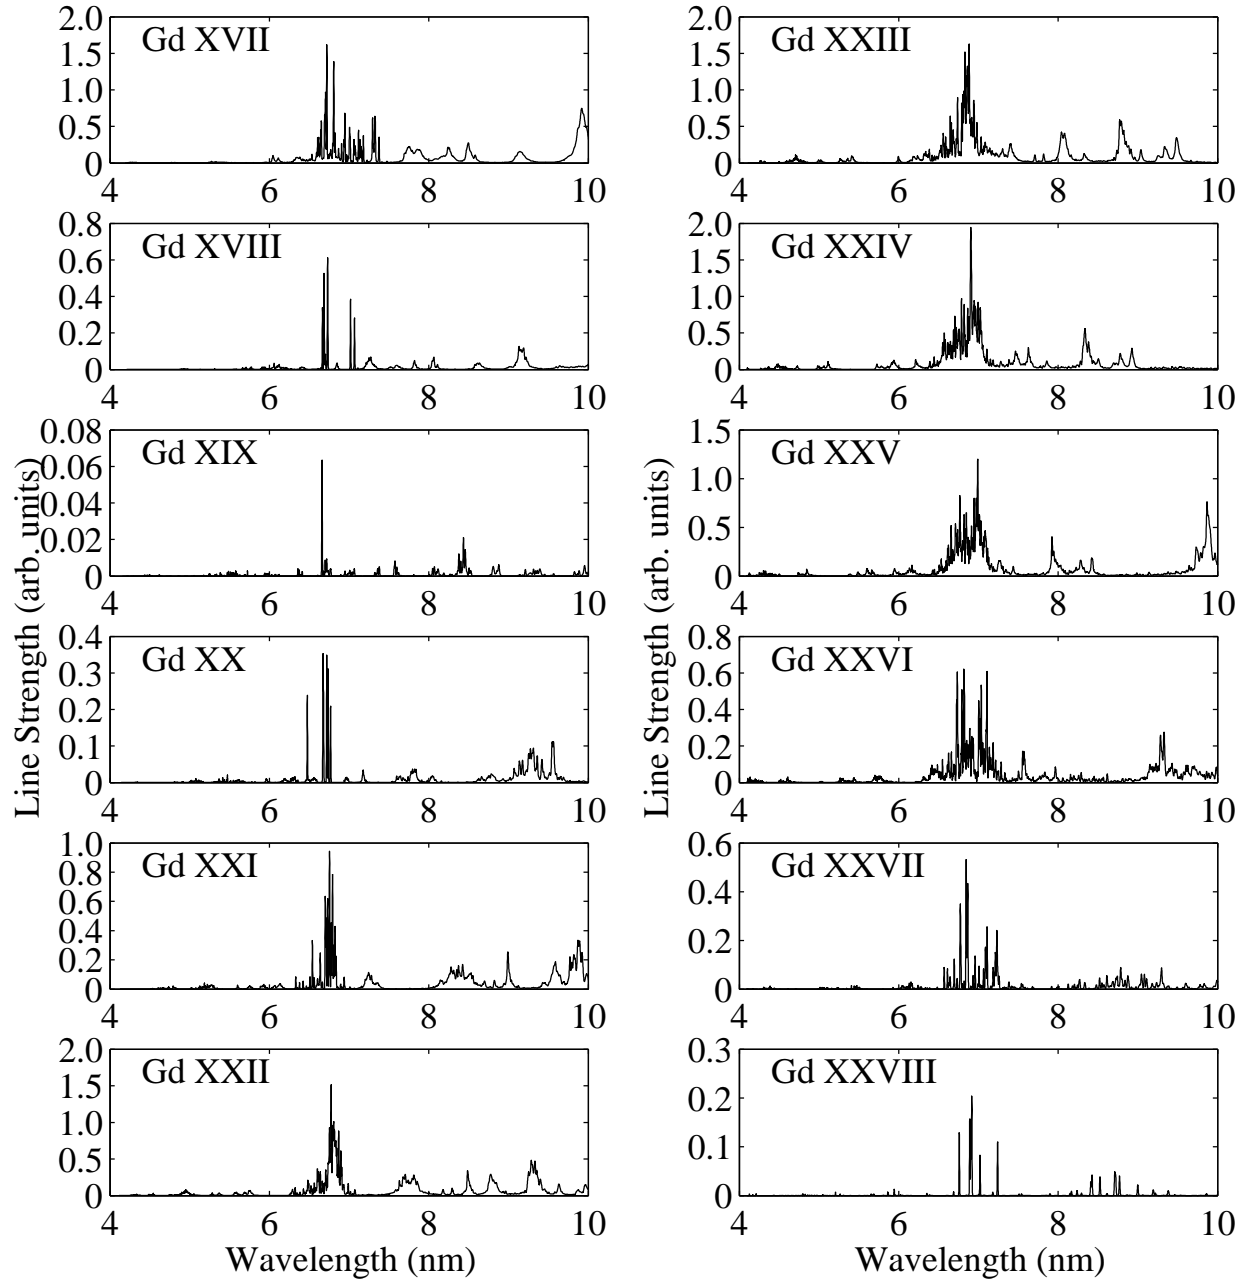 Gd XVII
2.0
1.5
1.0
0.5
0
4 6 8 10
Gd XVIII
0.8
0.6
0.4
0.2
0
4 6 8 10
Gd XIX
0.08
0.06
0.04
0.02
0
4 6 8 10
Gd XX
0.4
0.3
0.2
0.1
0
4 6 8 10
Gd XXI
1.0
0.8
0.6
0.4
0.2
0
4 6 8 10
Gd XXII
2.0
1.5
1.0
0.5
0
4 6 8 10
Wavelength (nm)
Line Strength (arb. units)
Gd XXIII
2.0
1.5
1.0
0.5
0
4 6 8 10
Gd XXIV
2.0
1.5
1.0
0.5
0
4 6 8 10
Gd XXV
1.5
1.0
0.5
0
4 6 8 10
Gd XXVI
0.8
0.6
0.4
0.2
0
4 6 8 10
Gd XXVII
0.6
0.4
0.2
0
4 6 8 10
Gd XXVIII
0.3
0.2
0.1
0
4 6 8 10
Wavelength (nm)
Line Strength (arb. units)